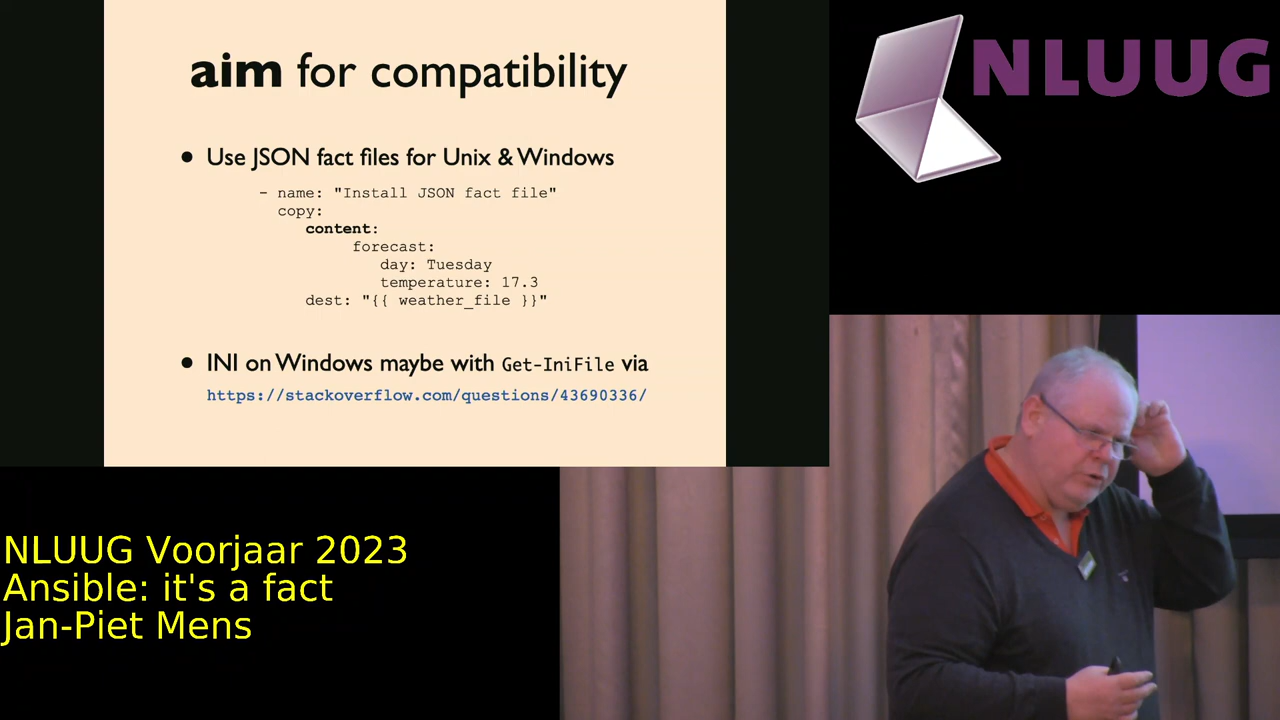 aim for compatibility
• Use JSON fact files for Unix & Windows
- name: "Install JSON fact file"
copy:
content:
forecast:
day: Tuesday
temperature: 17.3
dest: "{{ weather_file }}"
• INI on Windows maybe with Get-IniFile via
https://stackoverflow.com/questions/43690336/
NLUUG
NLUUG Voorjaar 2023
Ansible: it's a fact
Jan-Piet Mens